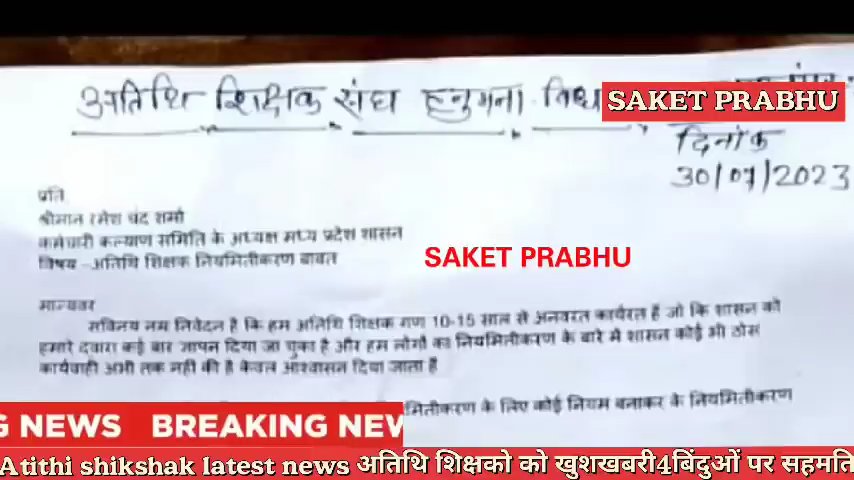 अतिथि शिक्षक संघ हनुमना
SAKET PRABHU
दिनांक
30/07/2023
प्रति
श्रीमान रमेश चंद शर्मा
कर्मचारी कल्याण समिति के अध्यक्ष मध्य प्रदेश शासन
विषय -अतिथि शिक्षक नियमितीकरण बावत
SAKET PRABHU
मान्यवर
सविनय नम्र निवेदन है कि हम अतिथि शिक्षक गण 10-15 साल से अनवरत कार्यरत हैं जो कि शासन को
हमारे दवारा कई बार ज्ञापन दिया जा चुका है और हम लोगों का नियमितीकरण के बारे में शासन कोई भी ठोस
कार्यवाही अभी तक नहीं की है केवल आश्वासन दिया जाता है
मितीकरण के लिए कोई नियम बनाकर के नियमितीकरण
G NEWS BREAKING NEW
Atithi shikshak latest news अतिथि शिक्षको को खुशखबरी4बिंदुओं पर सहमति